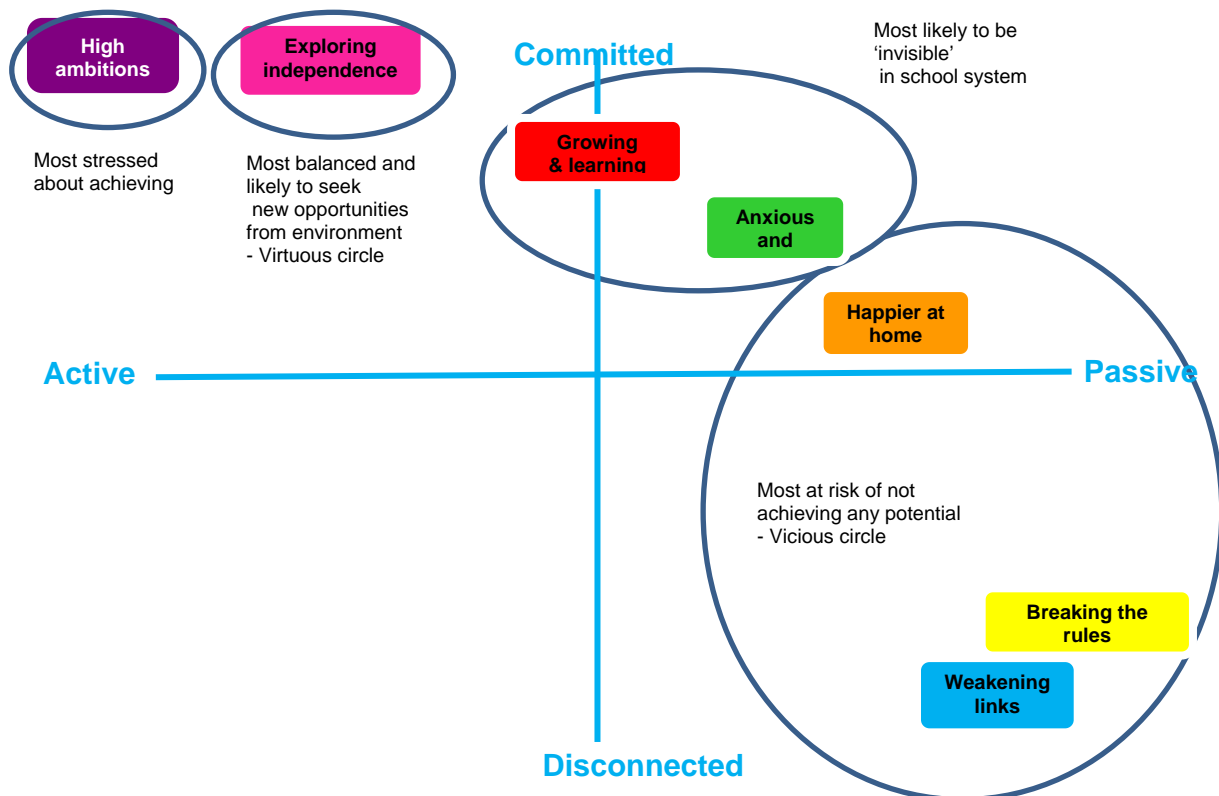 High
ambitions
Exploring
independence
Committed
Most likely to be
‘invisible’
in school system
Most stressed
about achieving
Most balanced and
likely to seek
new opportunities
from environment
- Virtuous circle
Growing
& learning
Anxious
and
Happier at
home
Active
Passive
Most at risk of not
achieving any potential
- Vicious circle
Breaking the
rules
Weakening
links
Disconnected